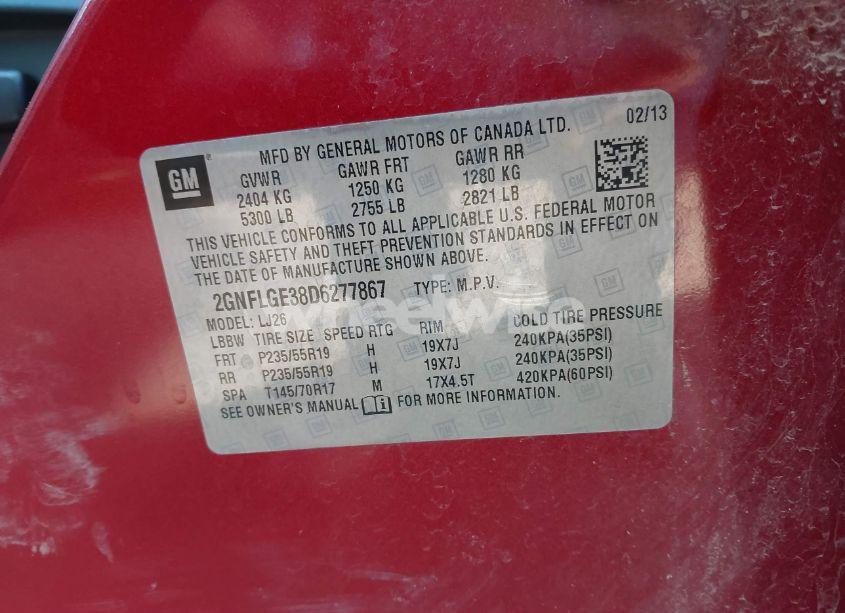 MFD BY GENERAL MOTORS OF CANADA LTD. 02/13
GM
GVWR GAWR FRT GAWR RR
2404 KG 1250 KG 1280 KG
5300 LB 2755 LB 2821 LB
THIS VEHICLE CONFORMS TO ALL APPLICABLE U.S. FEDERAL MOTOR
VEHICLE SAFETY AND THEFT PREVENTION STANDARDS IN EFFECT ON
THE DATE OF MANUFACTURE SHOWN ABOVE.
2GNFLGE38D6277867 TYPE: M.P.V.
MODEL: LJ26
LBBW TIRE SIZE SPEED RTG RIM COLD TIRE PRESSURE
FRT P235/55R19 H 19X7J 240KPA(35PSI)
RR P235/55R19 H 19X7J 240KPA(35PSI)
SPA T145/70R17 M 17X4.5T 420KPA(60PSI)
SEE OWNER'S MANUAL FOR MORE INFORMATION.